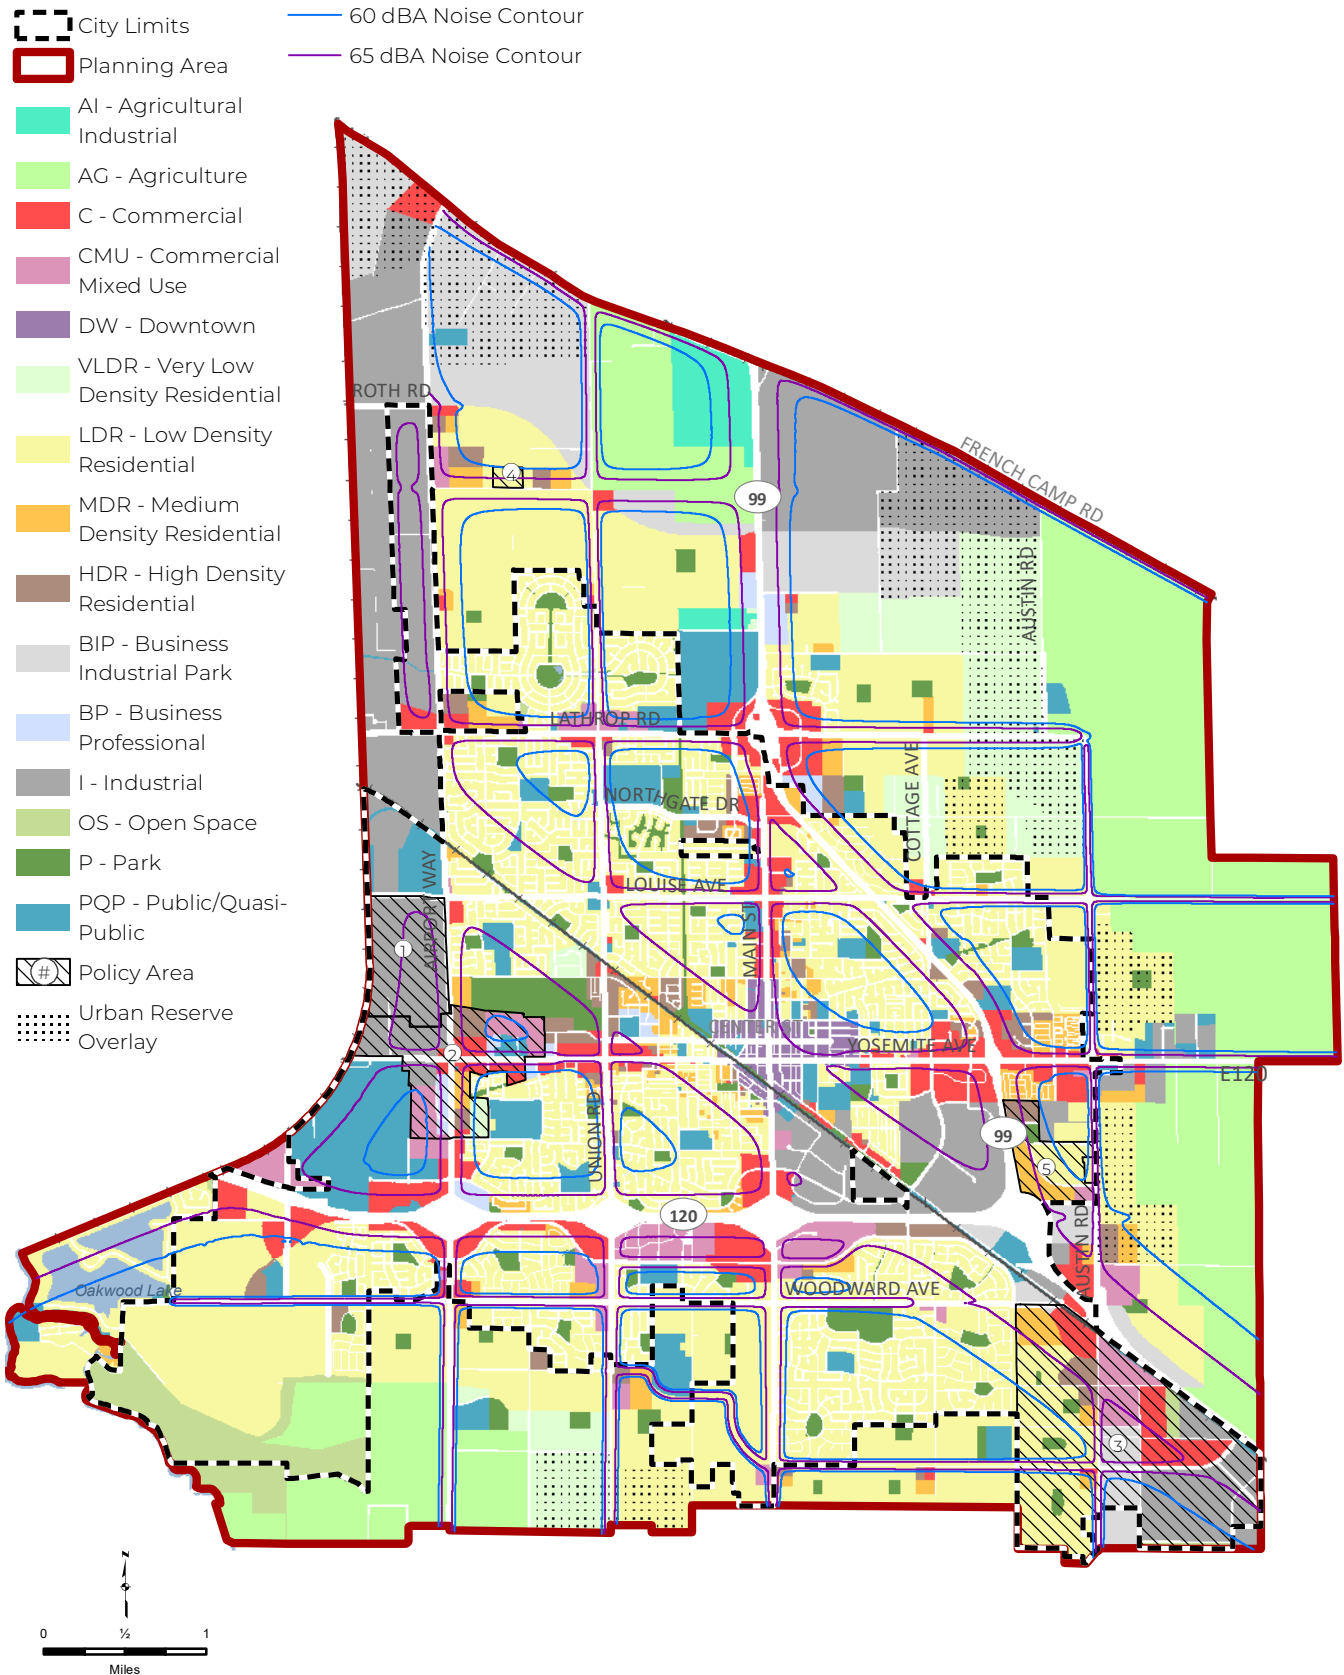 City Limits
60 dBA Noise Contour
65 dBA Noise Contour
Planning Area
AI - Agricultural
Industrial
AG - Agriculture
C - Commercial
CMU - Commercial
Mixed Use
DW - Downtown
VLDR - Very Low
Density Residential
LDR - Low Density
Residential
MDR - Medium
Density Residential
HDR - High Density
Residential
BIP - Business
Industrial Park
BP - Business
Professional
I - Industrial
OS - Open Space
P - Park
PQP - Public/Quasi-
Public
#
Policy Area
Urban Reserve
Overlay
ROTH RD
FRENCH CAMP RD
4
99
AUSTIN RD
LATHROP RD
NORTHGATE DR
COTTAGE AVE
LOUISE AVE
AIRPORT WAY
MAIN ST
1
CENTER ST
YOSEMITE AVE
2
E120
UNION RD
99
5
120
AUSTIN RD
Oakwood Lake
WOODWARD AVE
3
N
0
½
1
Miles